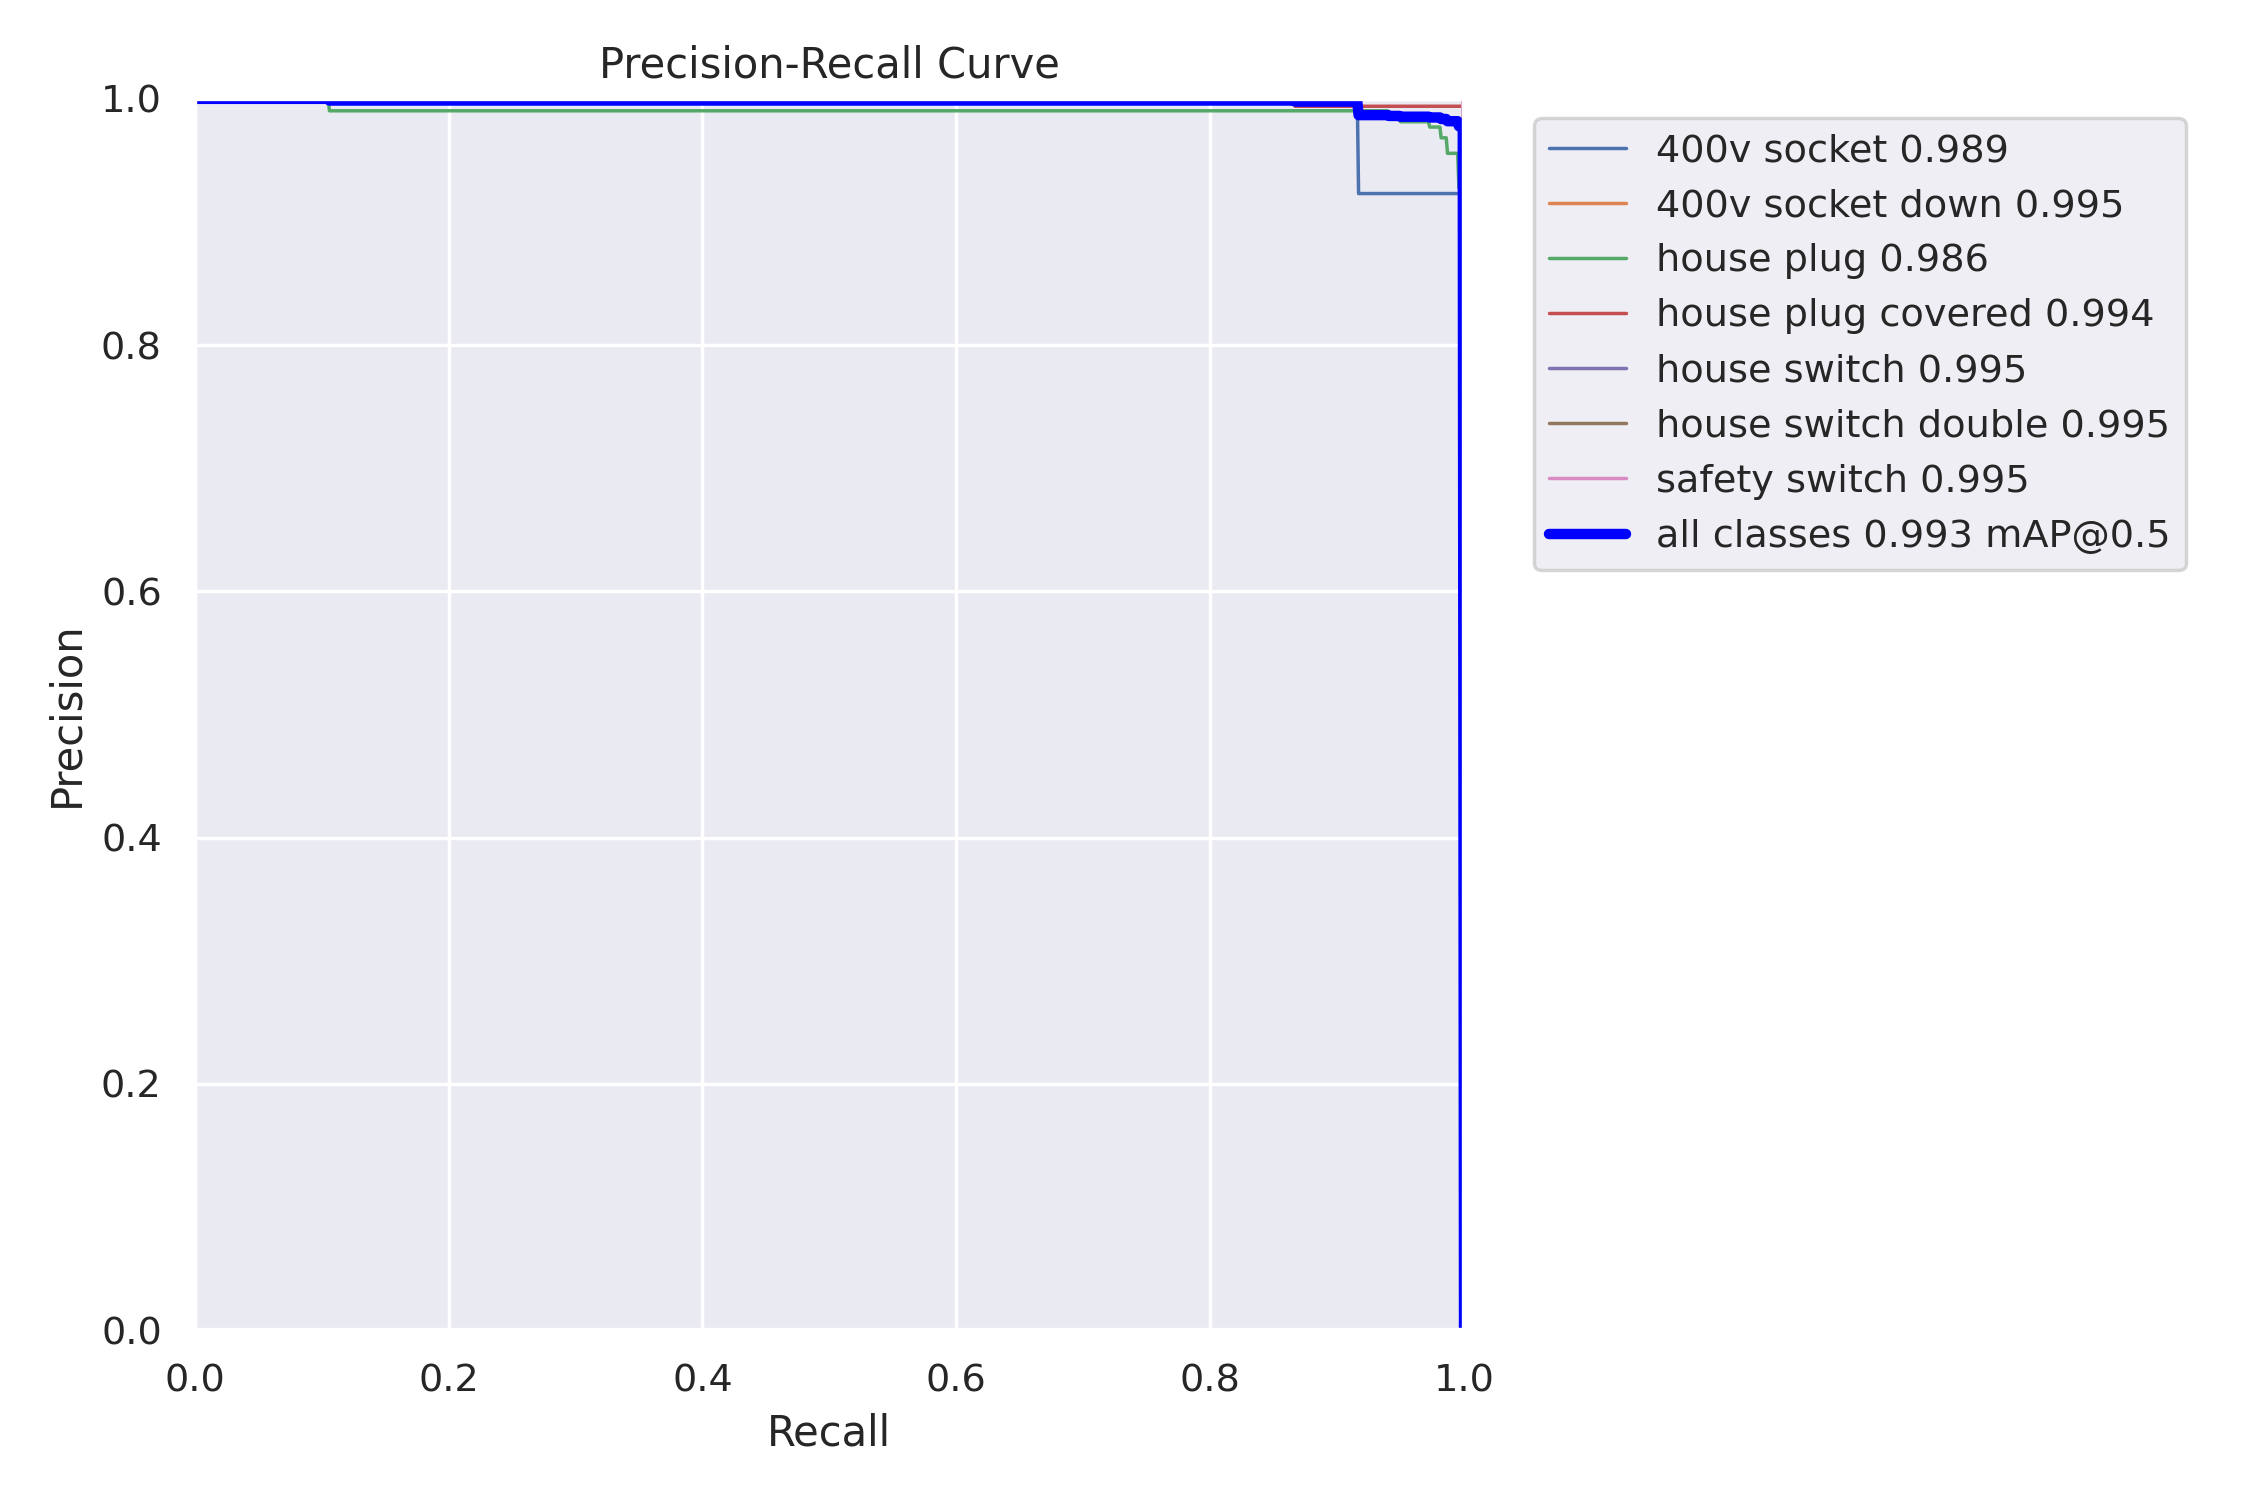 Precision-Recall Curve
1.0
0.8
0.6
0.4
0.2
0.0
Precision
0.0 0.2 0.4 0.6 0.8 1.0
Recall
400v socket 0.989
400v socket down 0.995
house plug 0.986
house plug covered 0.994
house switch 0.995
house switch double 0.995
safety switch 0.995
all classes 0.993 mAP@0.5